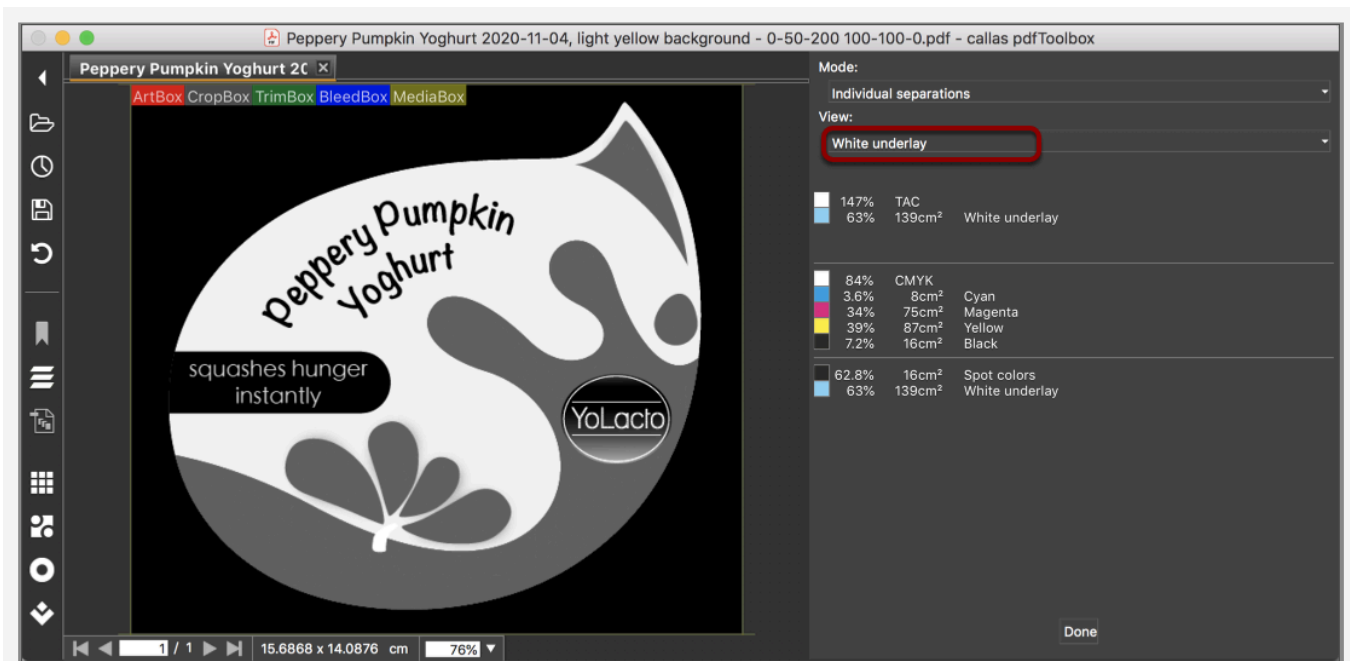 Peppery Pumpkin Yoghurt 2020-11-04, light yellow background - 0-50-200 100-100-0.pdf - callas pdfToolbox
Peppery Pumpkin Yoghurt 2(
ArtBox CropBox TrimBox BleedBox MediaBox
Peppery Pumpkin
Yoghurt
squashes hunger
instantly
YoLacto
1 / 1 15.6868 x 14.0876 cm 76%
Mode:
Individual separations
View:
White underlay
147% TAC
63% 139cm² White underlay
84% CMYK
3.6% 8cm² Cyan
34% 75cm² Magenta
39% 87cm² Yellow
7.2% 16cm² Black
62.8% 16cm² Spot colors
63% 139cm² White underlay
Done